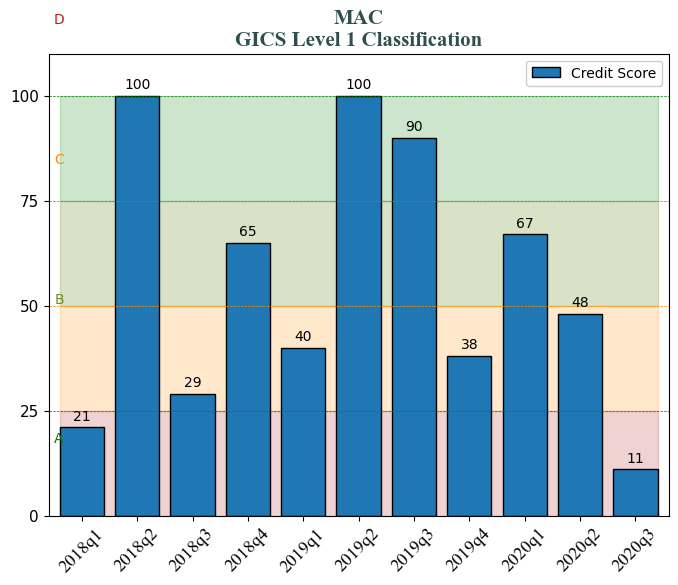 D
MAC
GICS Level 1 Classification
Credit Score
100
75
50
25
0
C
B
A
21
100
29
65
40
100
90
38
67
48
11
2018q1
2018q2
2018q3
2018q4
2019q1
2019q2
2019q3
2019q4
2020q1
2020q2
2020q3